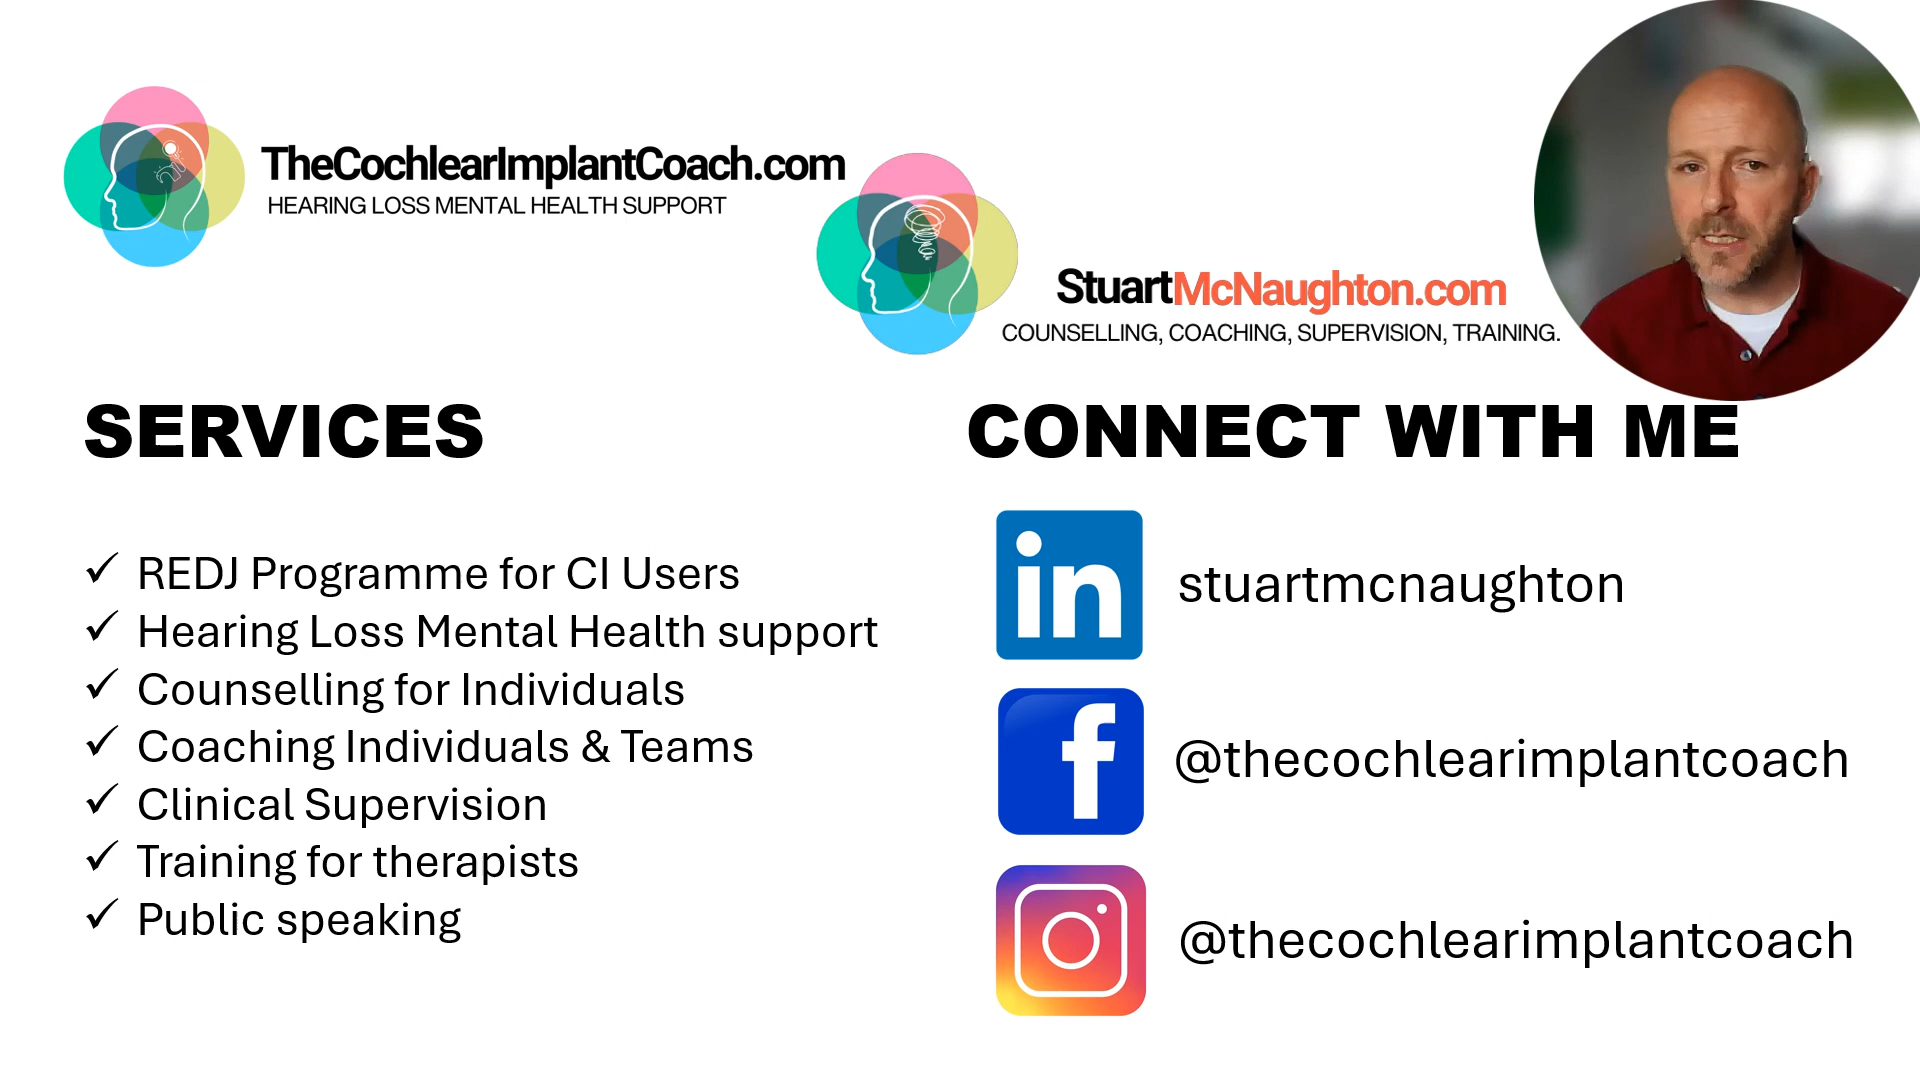 TheCochlearImplantCoach.com
HEARING LOSS MENTAL HEALTH SUPPORT
StuartMcNaughton.com
COUNSELLING, COACHING, SUPERVISION, TRAINING.
SERVICES
✓ REDJ Programme for CI Users
✓ Hearing Loss Mental Health support
✓ Counselling for Individuals
✓ Coaching Individuals & Teams
✓ Clinical Supervision
✓ Training for therapists
✓ Public speaking
CONNECT WITH ME
in stuartmcnaughton
f @thecochlearimplantcoach
@thecochlearimplantcoach